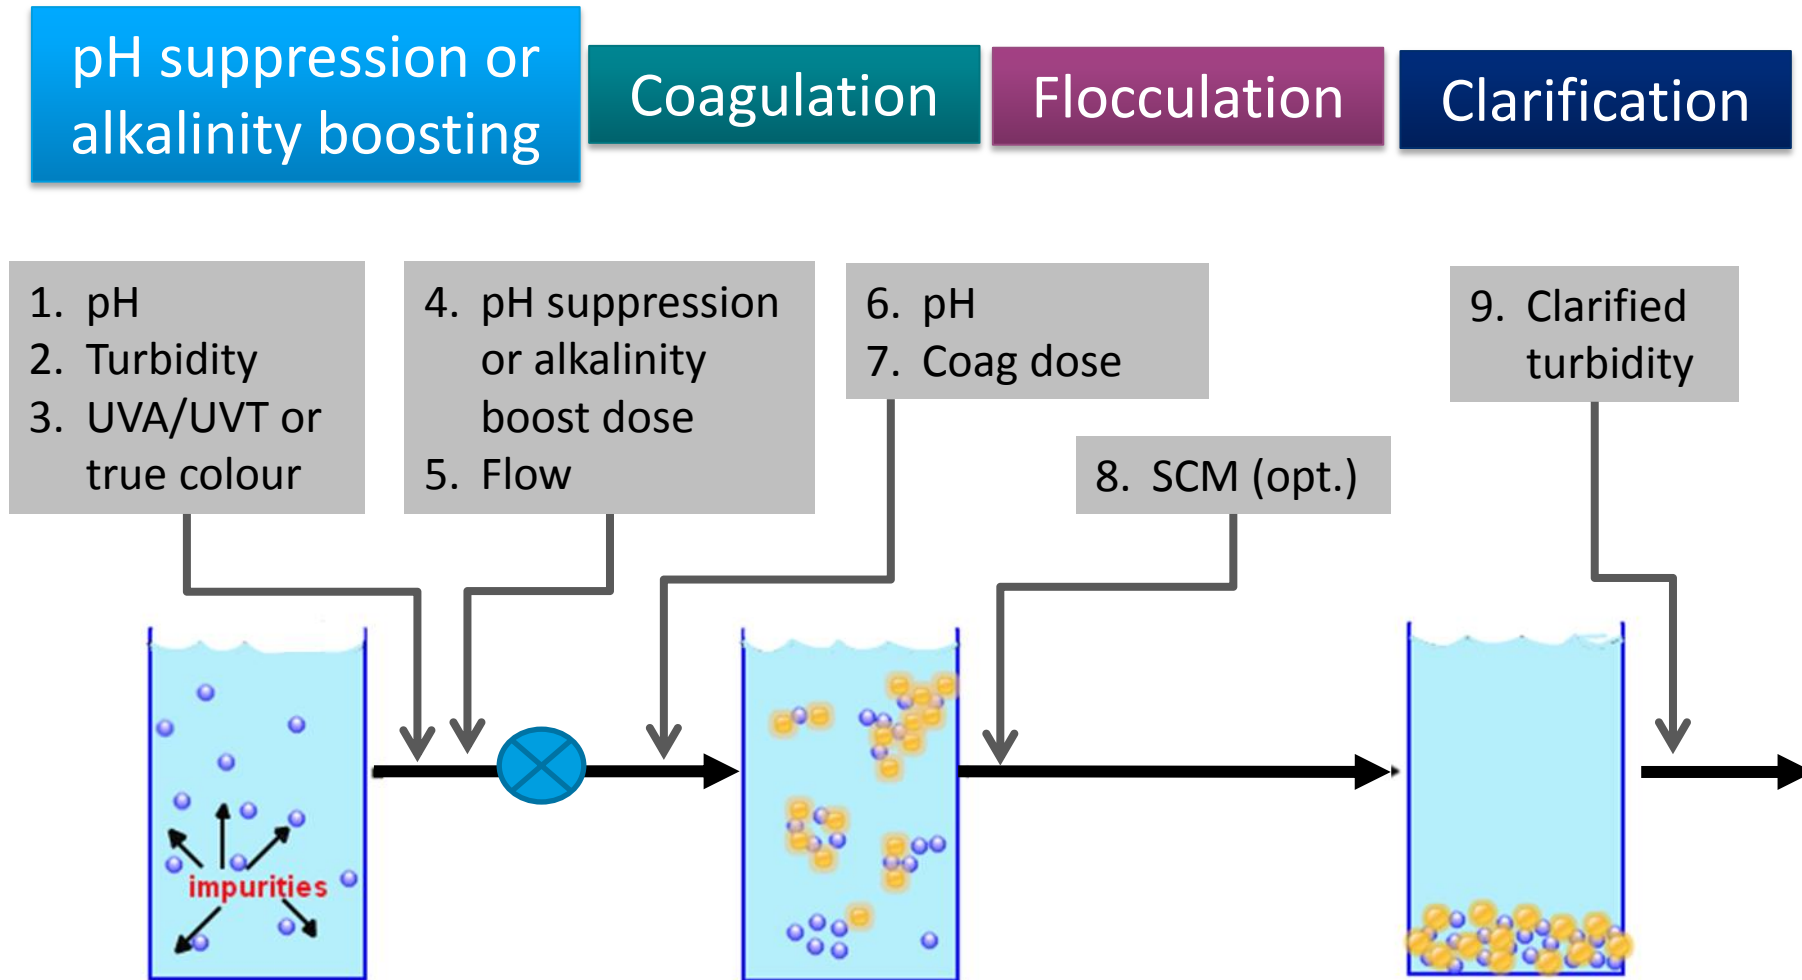 pH suppression or
alkalinity boosting
Coagulation
Flocculation
Clarification
1. pH
2. Turbidity
3. UVA/UVT or
true colour
4. pH suppression
or alkalinity
boost dose
5. Flow
6. pH
7. Coag dose
8. SCM (opt.)
9. Clarified
turbidity
impurities